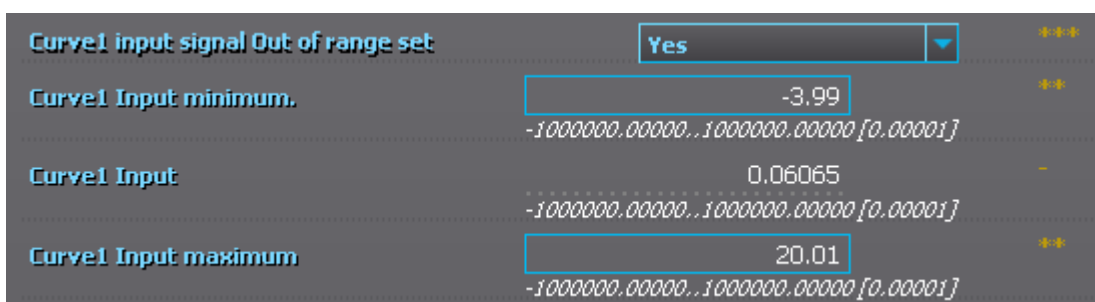 Curve1 input signal Out of range set Yes ***
Curve1 Input minimum. -3.99 **
-1000000.00000..1000000.00000 [0.00001]
Curve1 Input 0.06065 -
-1000000.00000..1000000.00000 [0.00001]
Curve1 Input maximum 20.01 **
-1000000.00000..1000000.00000 [0.00001]